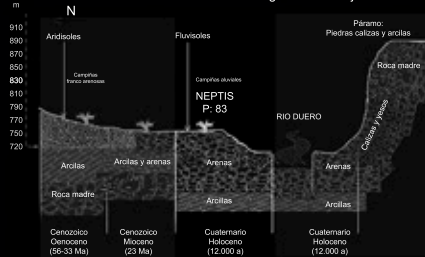 m
N
910
890
850
850
830
810
790
770
750
720
Aridisoles
Campiñas
franco arenosas
Fluvisoles
Campiñas aluviales
NEPTIS
P: 83
RIO DUERO
Páramo:
Piedras calizas y arcilas
Roca madre
Calizas y yesos
Arcilas
Arcilas y arenas
Arenas
Arenas
Roca madre
Arcillas
Arcillas
Cenozoico
Oenoceno
(56-33 Ma)
Cenozoico
Mioceno
(23 Ma)
Cuaternario
Holoceno
(12.000 a)
Cuaternario
Holoceno
(12.000 a)